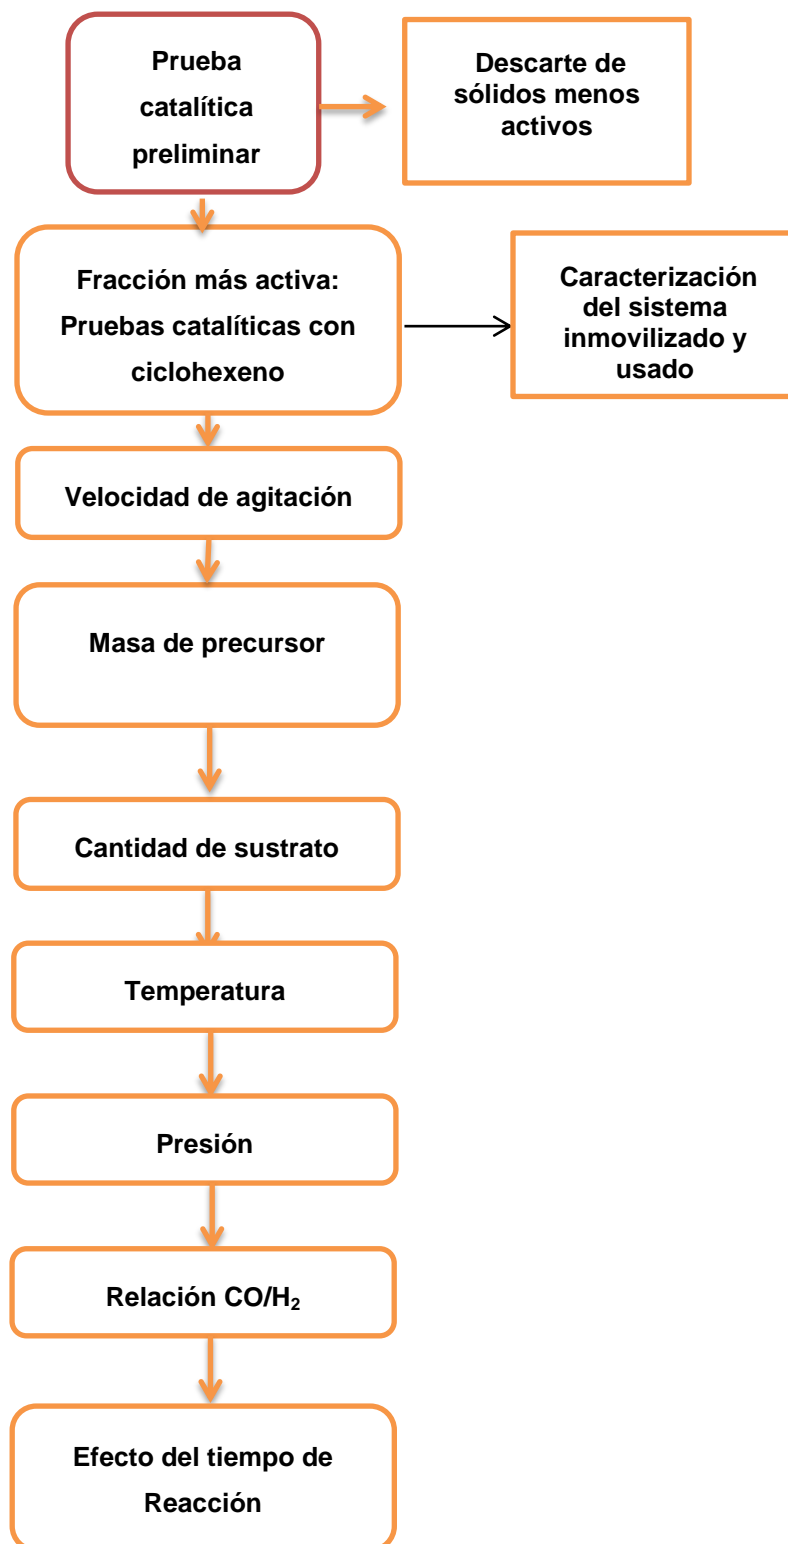 Prueba
catalítica
preliminar
Descarte de
sólidos menos
activos
Fracción más activa:
Pruebas catalíticas con
ciclohexeno
Caracterización
del sistema
inmovilizado y
usado
Velocidad de agitación
Masa de precursor
Cantidad de sustrato
Temperatura
Presión
Relación CO/H₂
Efecto del tiempo de
Reacción